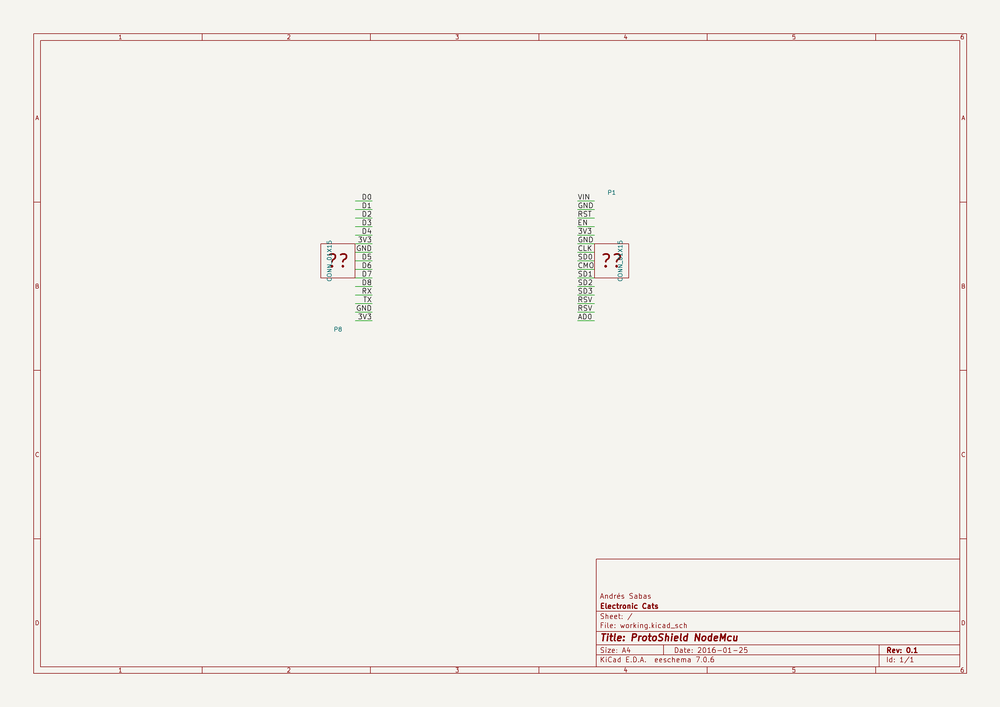 1 2 3 4 5 6
A A
P1
D0 VIN
D1 GND
D2 RST
D3 EN
D4 3V3
3V3 GND
GND CLK
D5 SD0
D6 CMD
D7 SD1
D8 SD2
RX SD3
TX RSV
GND RSV
3V3 AD0
?? ??
CONN_01X15 CONN_01X15
P8
B B
C C
D D
Andrés Sabas
Electronic Cats
Sheet: /
File: working.kicad_sch
Title: ProtoShield NodeMcu
Size: A4 Date: 2016-01-25 Rev: 0.1
KiCad E.D.A. eeschema 7.0.6 Id: 1/1
1 2 3 4 5 6